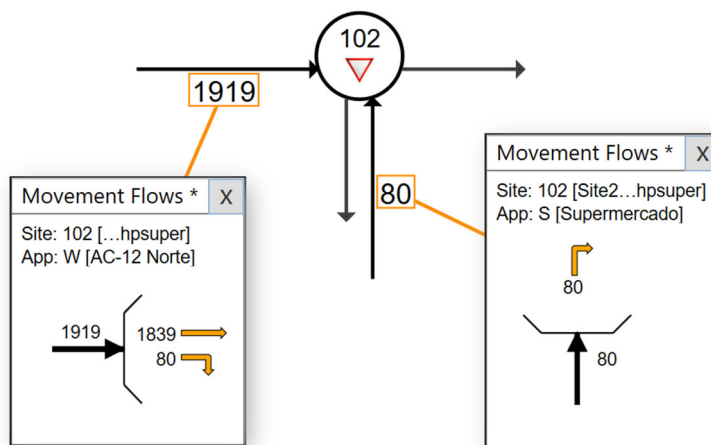 102
1919
80
Movement Flows * X
Site: 102 [...hpsuper]
App: W [AC-12 Norte]
1919
1839
80
Movement Flows * X
Site: 102 [Site2...hpsuper]
App: S [Supermercado]
80
80